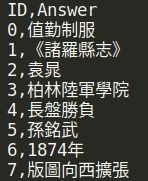 ID,Answer
0,值勤制服
1,《諸羅縣志》
2,袁晁
3,柏林陸軍學院
4,長盤勝負
5,孫銘武
6,1874年
7,版圖向西擴張